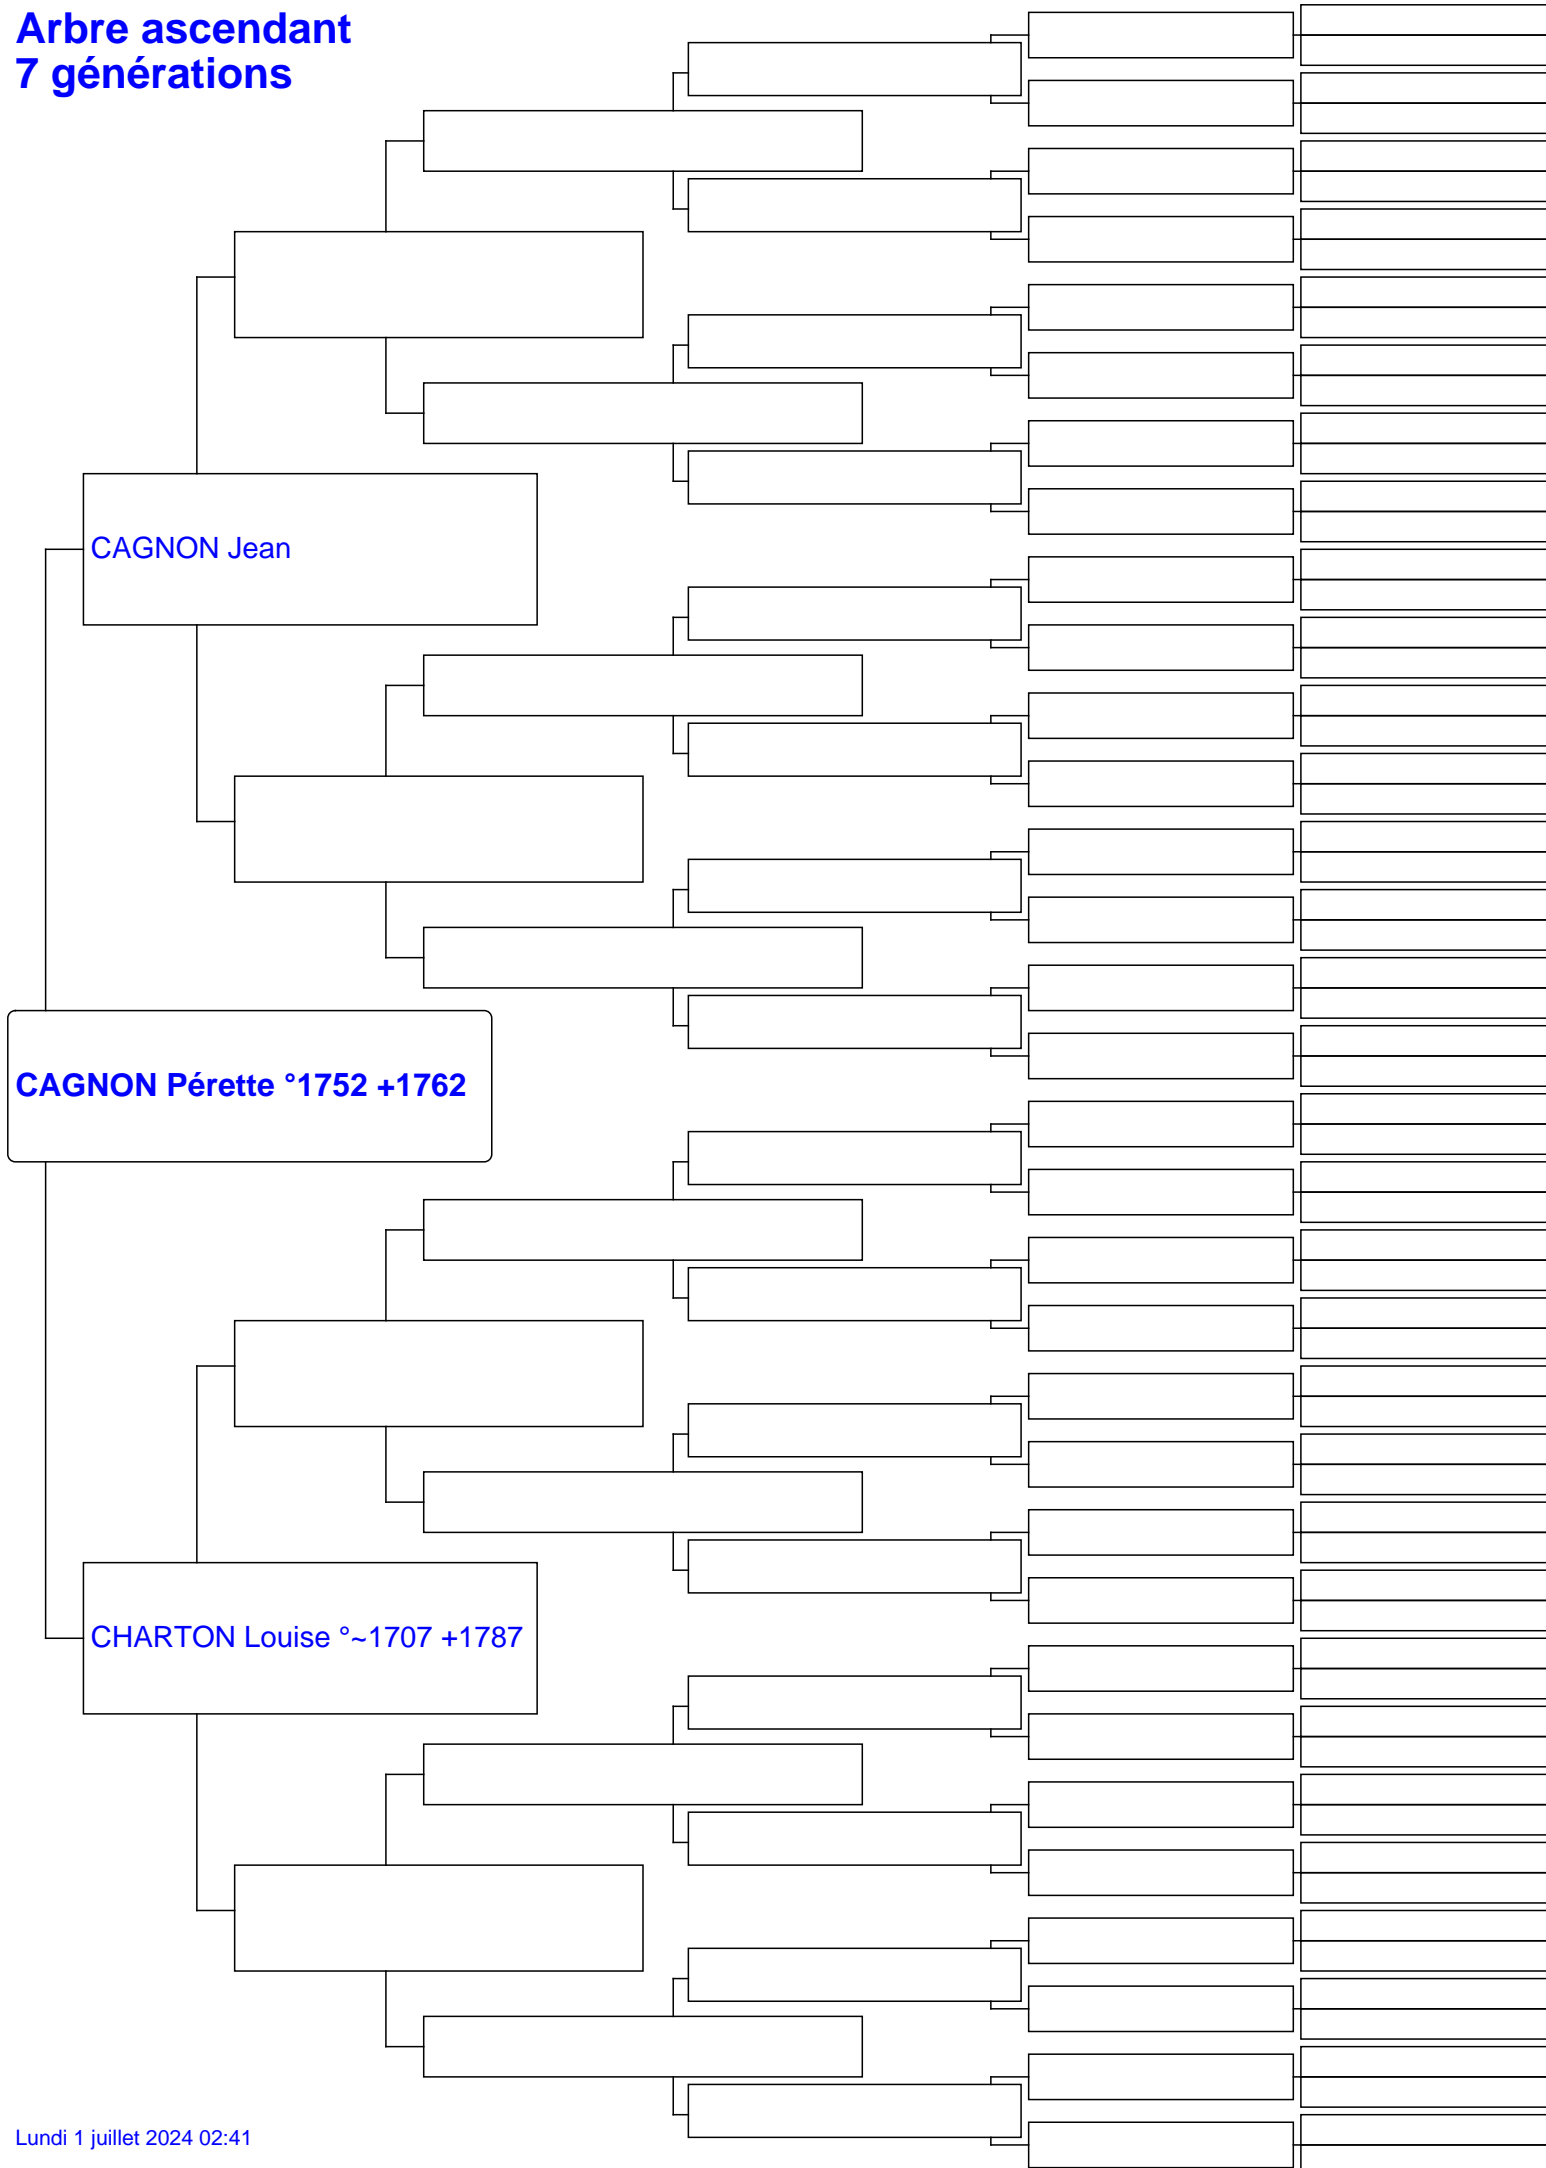 Arbre ascendant
7 générations
CAGNON Jean
CAGNON Pérette °1752 +1762
CHARTON Louise °~1707 +1787
Lundi 1 juillet 2024 02:41